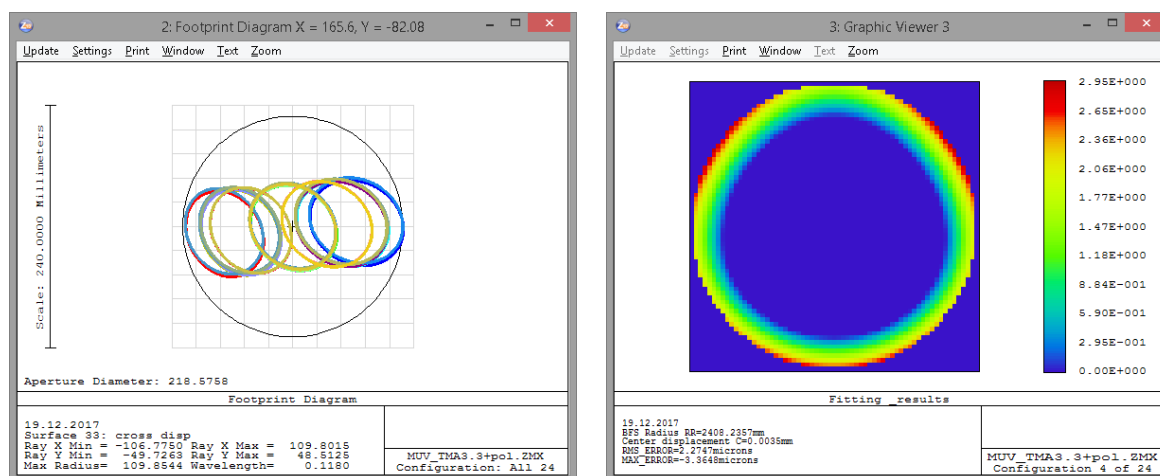 2: Footprint Diagram X = 165.6, Y = -82.08
Update Settings Print Window Text Zoom
Scale: 240.0000 Millimeters
Aperture Diameter: 218.5758
Footprint Diagram
19.12.2017
Surface 33: cross disp
Ray X Min = -106.7750 Ray X Max = 109.8015
Ray Y Min = -49.7263 Ray Y Max = 48.5125
Max Radius= 109.8544 Wavelength= 0.1180
MUV_TMA3.3+pol.ZMX
Configuration: All 24
3: Graphic Viewer 3
Update Settings Print Window Text Zoom
2.95E+000
2.65E+000
2.36E+000
2.06E+000
1.77E+000
1.47E+000
1.18E+000
8.84E-001
5.90E-001
2.95E-001
0.00E+000
Fitting _results
19.12.2017
BFS Radius RR=2408.2357mm
Center displacement C=0.0035mm
RMS_ERROR=2.2747microns
MAX_ERROR=-3.3648microns
MUV_TMA3.3+pol.ZMX
Configuration 4 of 24